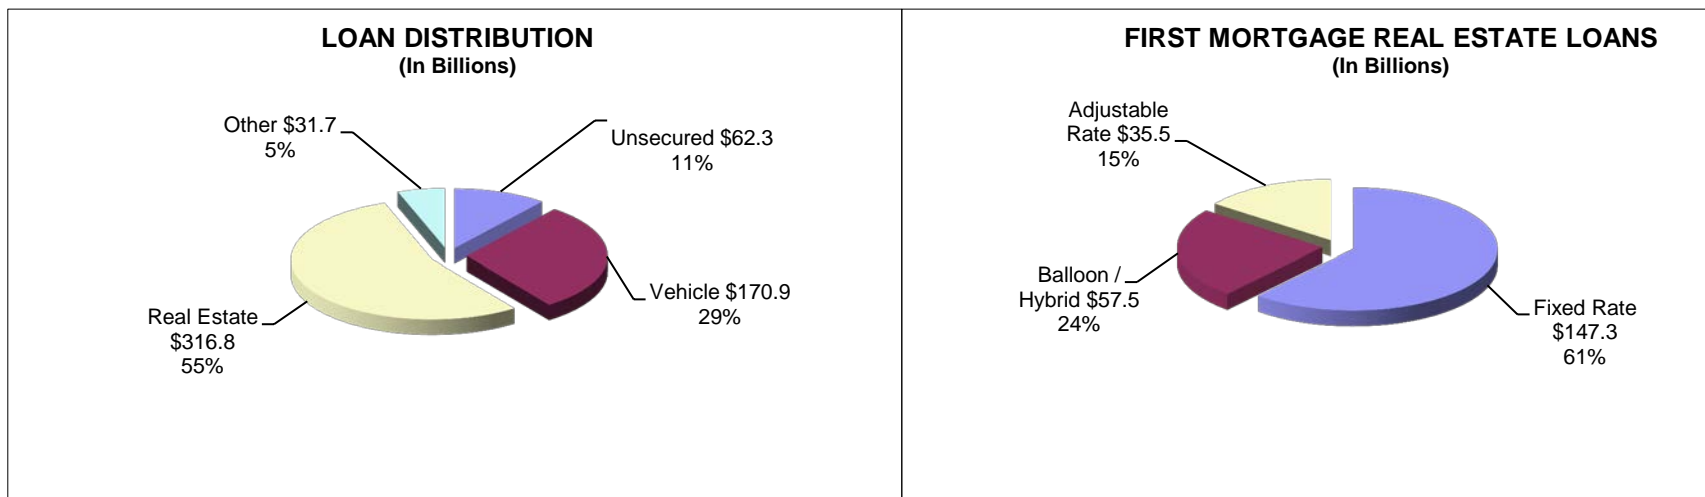 LOAN DISTRIBUTION
(In Billions)
Other $31.7
5%
Unsecured $62.3
11%
Vehicle $170.9
29%
Real Estate
$316.8
55%
FIRST MORTGAGE REAL ESTATE LOANS
(In Billions)
Adjustable
Rate $35.5
15%
Balloon /
Hybrid $57.5
24%
Fixed Rate
$147.3
61%